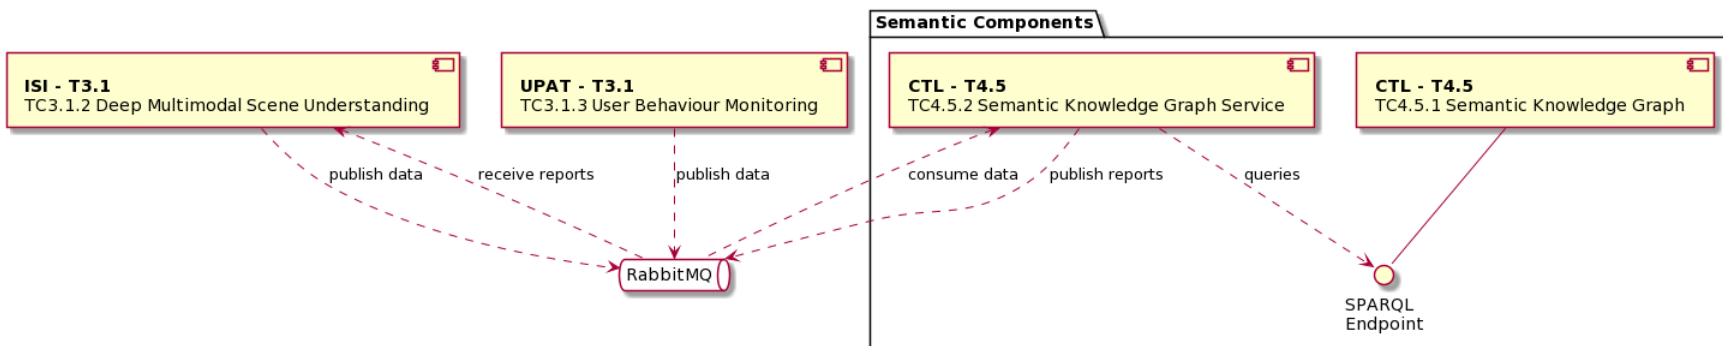 Semantic Components
ISI - T3.1
TC3.1.2 Deep Multimodal Scene Understanding
UPAT - T3.1
TC3.1.3 User Behaviour Monitoring
CTL - T4.5
TC4.5.2 Semantic Knowledge Graph Service
CTL - T4.5
TC4.5.1 Semantic Knowledge Graph
publish data
receive reports
publish data
consume data
publish reports
queries
RabbitMQ
SPARQL
Endpoint